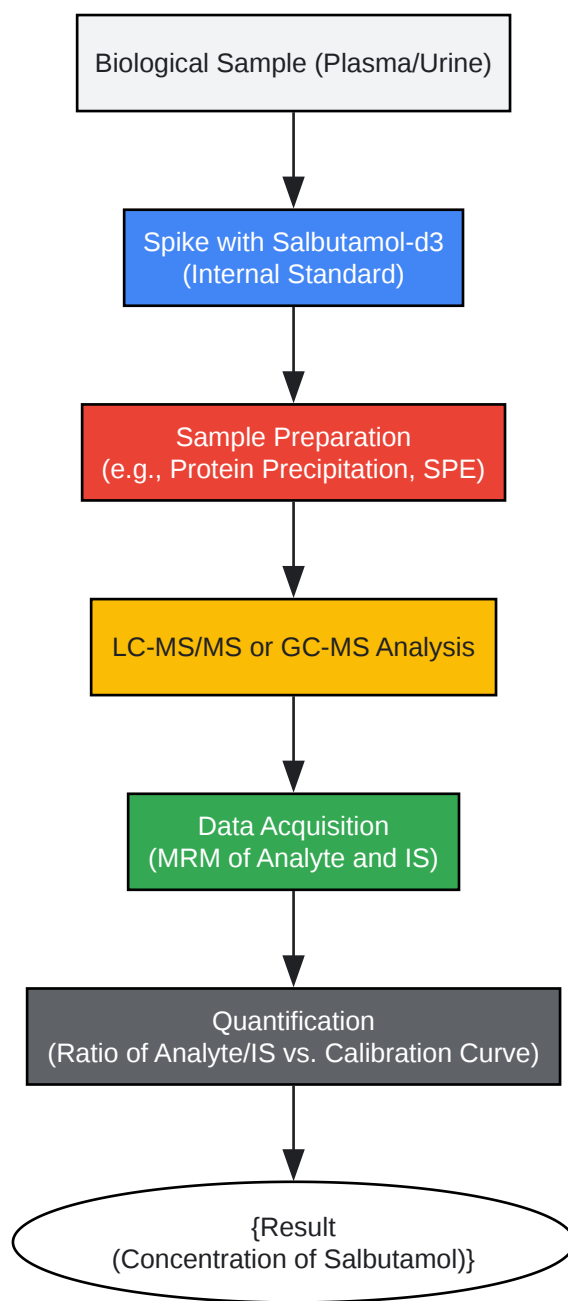 Biological Sample (Plasma/Urine)
Spike with Salbutamol-d3
(Internal Standard)
Sample Preparation
(e.g., Protein Precipitation, SPE)
LC-MS/MS or GC-MS Analysis
Data Acquisition
(MRM of Analyte and IS)
Quantification
(Ratio of Analyte/IS vs. Calibration Curve)
{Result
(Concentration of Salbutamol)}